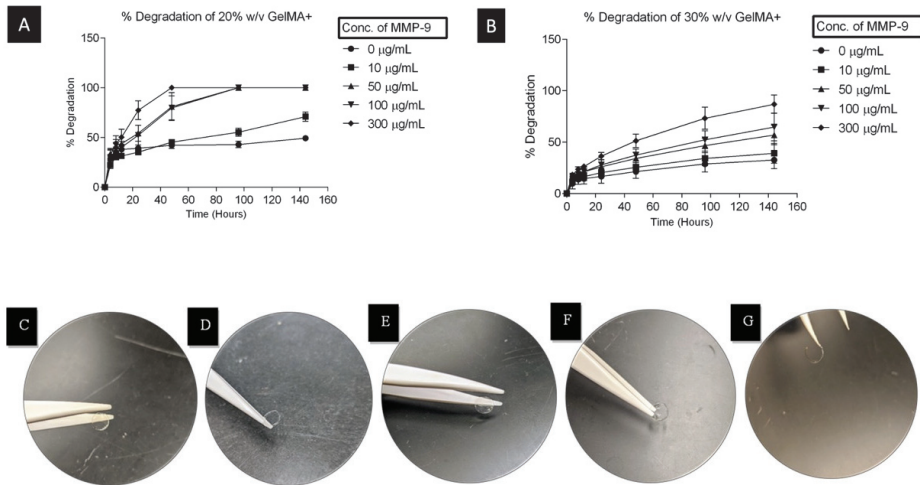 A
% Degradation of 20% w/v GelMA+
Conc. of MMP-9
0 μg/mL
10 μg/mL
50 μg/mL
100 μg/mL
300 μg/mL
% Degradation
150
100
50
0
0 20 40 60 80 100 120 140 160
Time (Hours)
B
% Degradation of 30% w/v GelMA+
Conc. of MMP-9
0 μg/mL
10 μg/mL
50 μg/mL
100 μg/mL
300 μg/mL
% Degradation
150
100
50
0
0 20 40 60 80 100 120 140 160
Time (Hours)
C
D
E
F
G